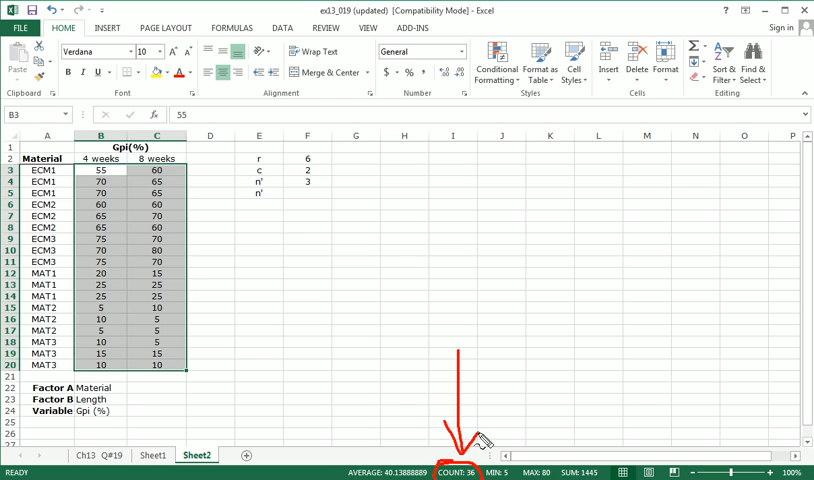 ex13_019 (updated) [Compatibility Mode] - Excel
FILE HOME INSERT PAGE LAYOUT FORMULAS DATA REVIEW VIEW ADD-INS Sign in
Paste
Verdana 10 A A
B I U A
Wrap Text
Merge & Center
General
$ % ,
Conditional Formatting
Format as Table
Cell Styles
Insert Delete Format
Sort & Filter
Find & Select
Clipboard Font Alignment Number Styles Cells Editing
B3 fx 55
A B C D E F G H I J K L M N O P
1 Gpi(%)
2 Material 4 weeks 8 weeks r 6
3 ECM1 55 60 c 2
4 ECM1 70 65 n' 3
5 ECM1 70 65 n'
6 ECM2 60 60
7 ECM2 65 70
8 ECM2 65 60
9 ECM3 75 70
10 ECM3 70 80
11 ECM3 75 70
12 MAT1 20 15
13 MAT1 25 25
14 MAT1 25 25
15 MAT2 5 10
16 MAT2 10 5
17 MAT2 5 5
18 MAT3 10 5
19 MAT3 15 15
20 MAT3 10 10
21
22 Factor A Material
23 Factor B Length
24 Variable Gpi (%)
25
26
27
Ch13 Q#19 Sheet1 Sheet2
READY AVERAGE: 40.13888889 COUNT: 36 MIN: 5 MAX: 80 SUM: 1445 100%